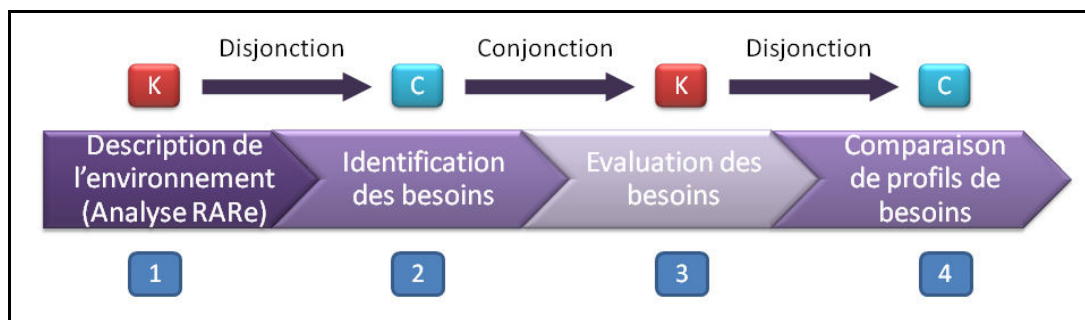 Disjonction Conjonction Disjonction
K C K C
Description de
l'environnement
(Analyse RARe)
Identification
des besoins
Evaluation des
besoins
Comparaison
de profils de
besoins
1 2 3 4